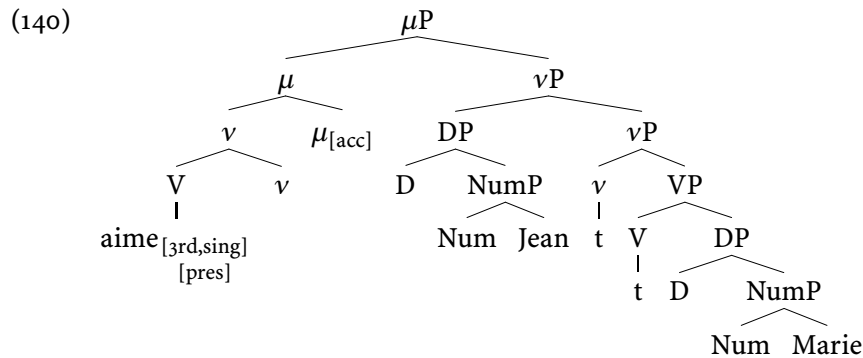 (140) μP
μ νP
ν μ[acc] DP νP
V ν D NumP ν VP
aime[3rd,sing] Num Jean t V DP
[pres]
t D NumP
Num Marie